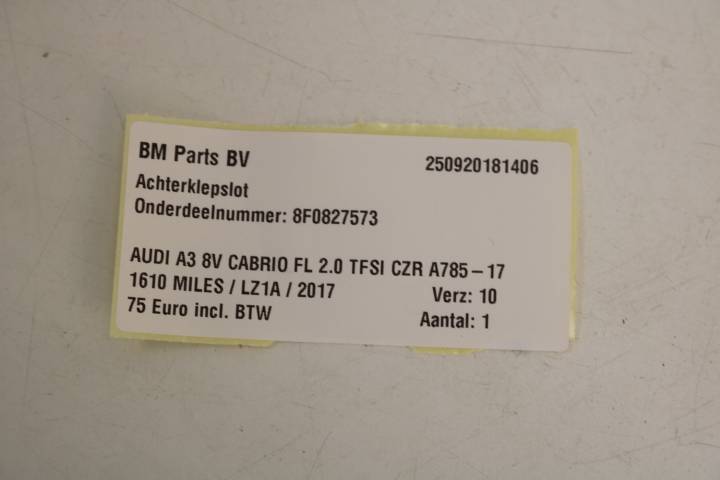 BM Parts BV 250920181406
Achterklepslot
Onderdeelnummer: 8F0827573
AUDI A3 8V CABRIO FL 2.0 TFSI CZR A785-17
1610 MILES / LZ1A / 2017 Verz: 10
75 Euro incl. BTW Aantal: 1